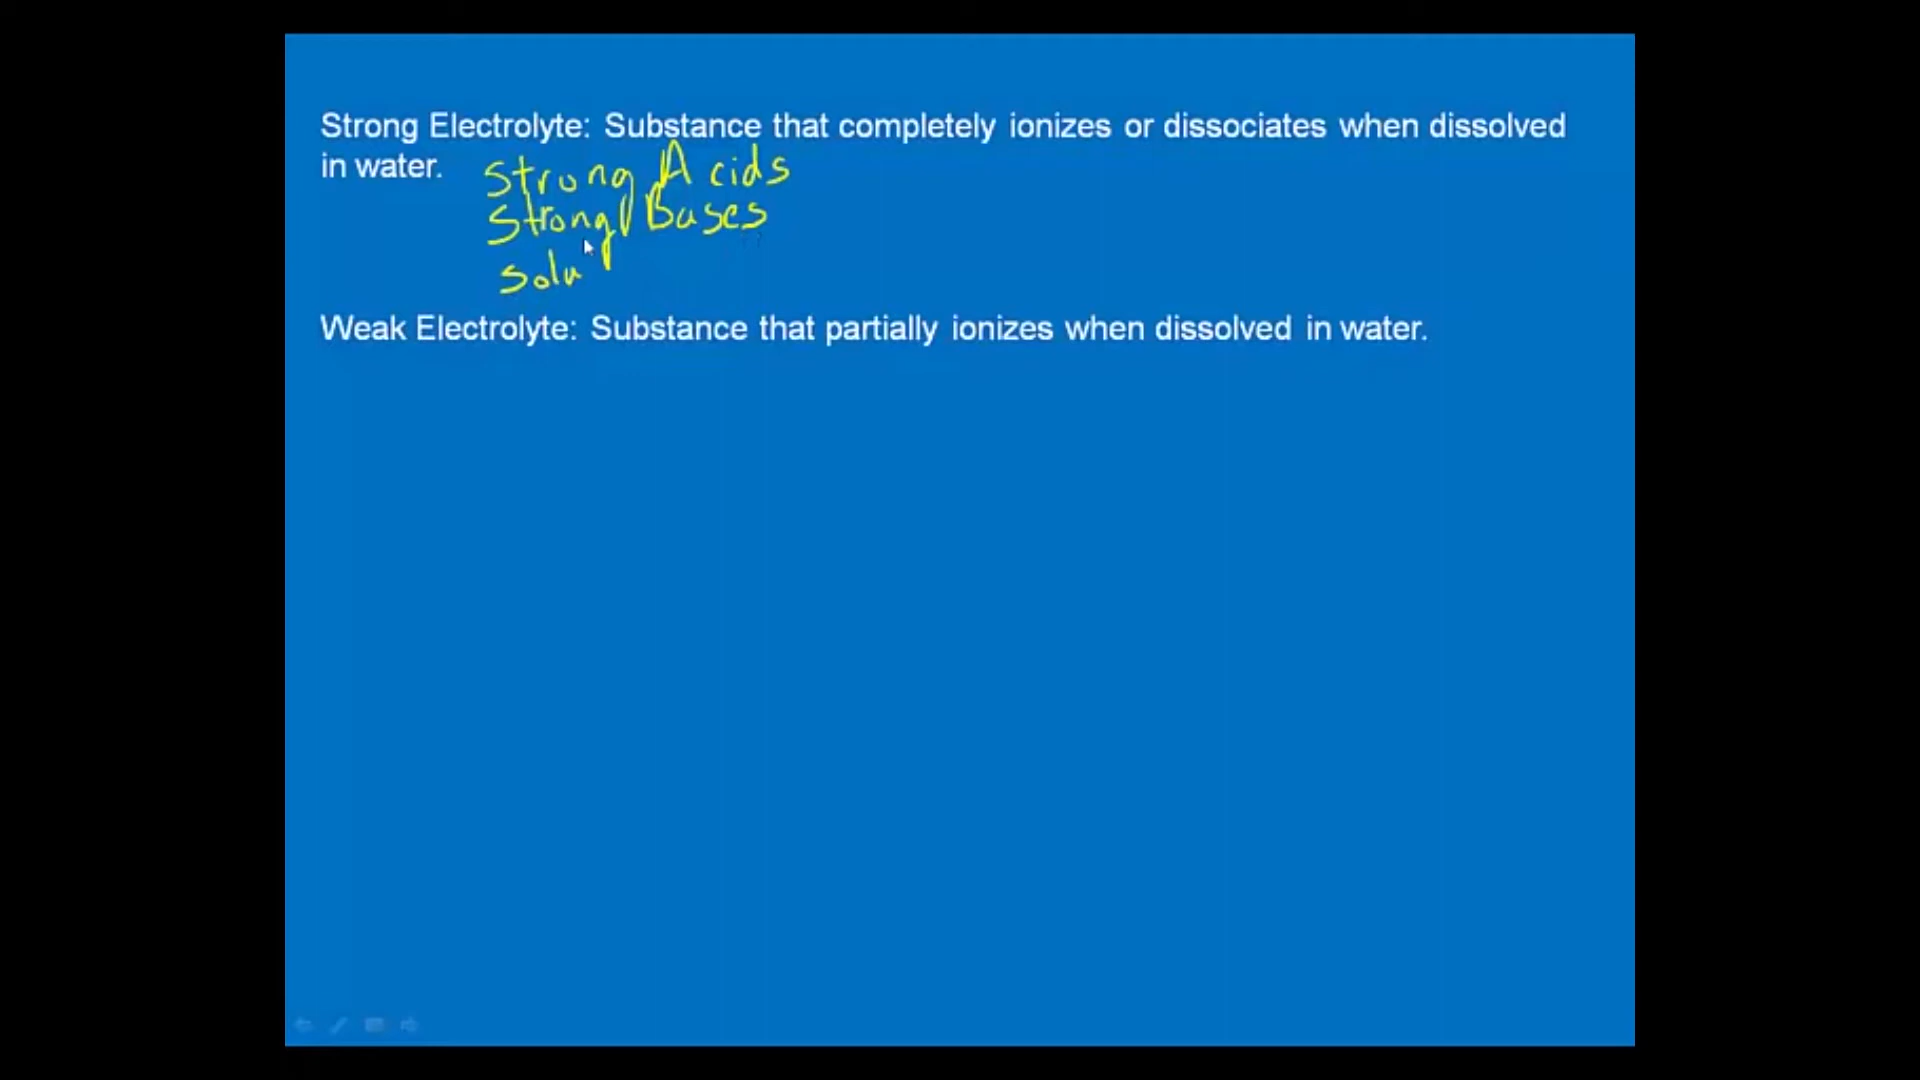 Strong Electrolyte: Substance that completely ionizes or dissociates when dissolved
in water.
Strong Acids
Strong Bases
Solu
Weak Electrolyte: Substance that partially ionizes when dissolved in water.